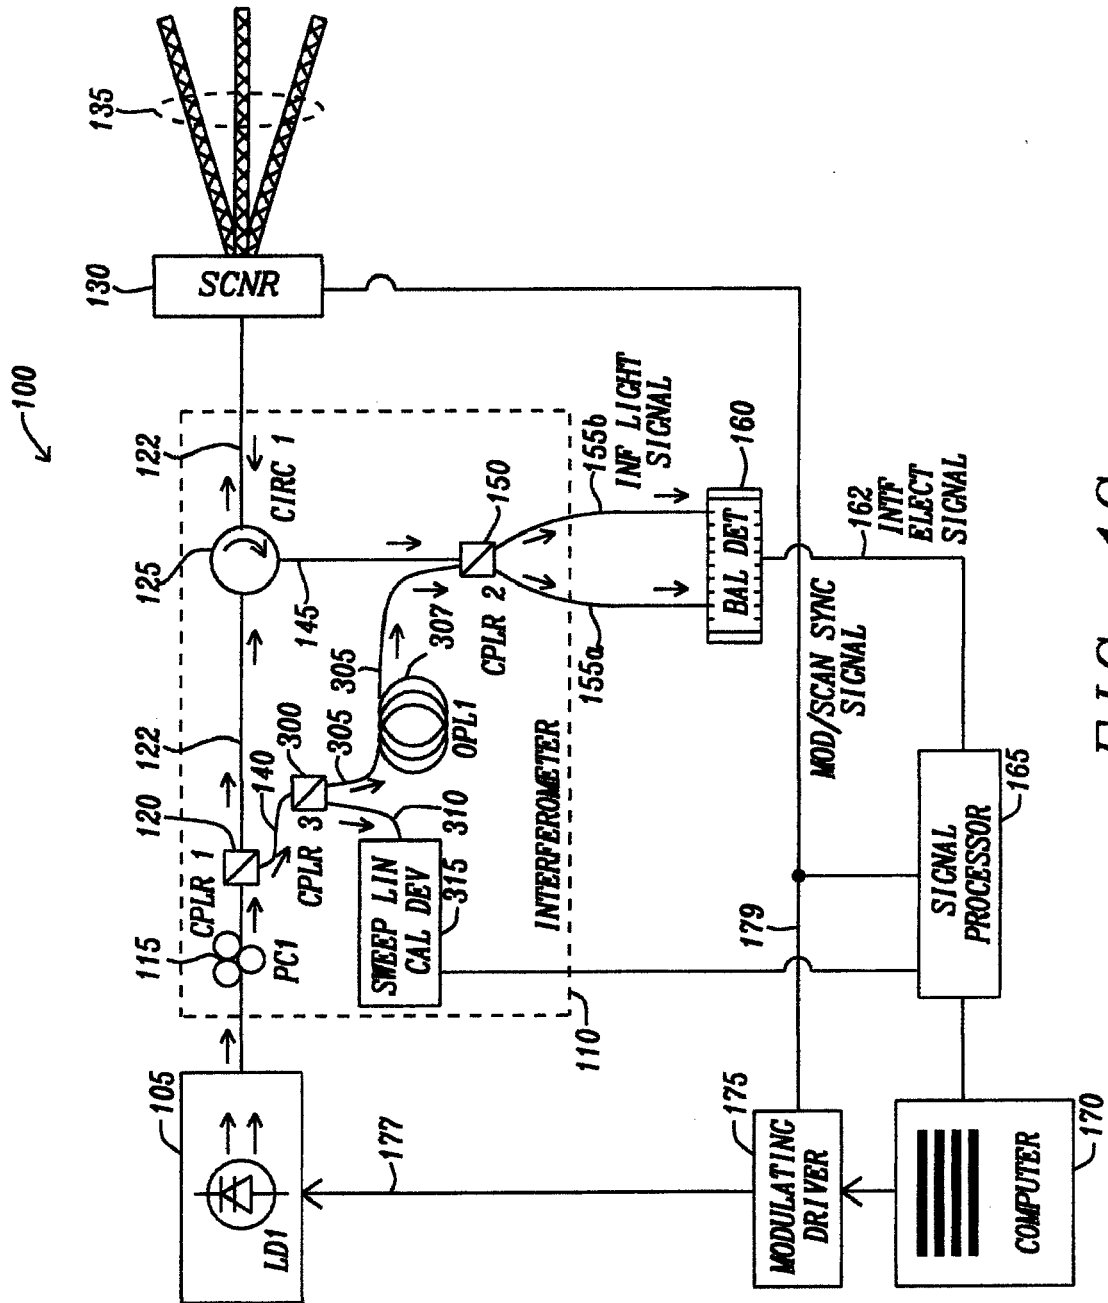 100
105
LD1
115
PC1
CPLR 1
120
122
125
CIRC 1
122
130
SCNR
135
140
CPLR 3
300
305
305
307
OPL1
145
CPLR 2
150
310
315
SWEEP LIN
CAL DEV
INTERFEROMETER
110
155a
155b
INF LIGHT
SIGNAL
160
BAL DET
162
INTF
ELECT
SIGNAL
177
175
MODULATING
DRIVER
179
MOD/SCAN SYNC
SIGNAL
SIGNAL
PROCESSOR
165
COMPUTER
170